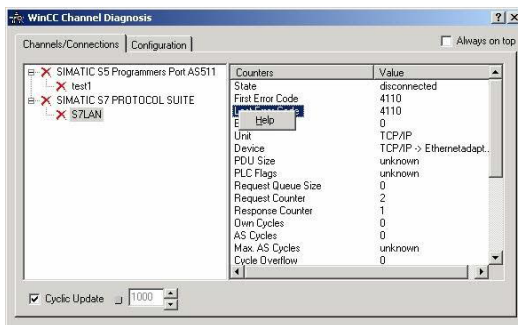 WinCC Channel Diagnosis
Channels/Connections
Configuration
Always on top
SIMATIC S5 Programmers Port AS511
test1
SIMATIC S7 PROTOCOL SUITE
S7LAN
Counters Value
State disconnected
First Error Code 4110
Last Error Code 4110
E 0
Help
Unit TCP/IP
Device TCP/IP -> Ethernetadapt..
PDU Size unknown
PLC Flags unknown
Request Queue Size 0
Request Counter 2
Response Counter 1
Own Cycles 0
AS Cycles 0
Max. AS Cycles unknown
Cycle Overflow 0
Cyclic Update 1000